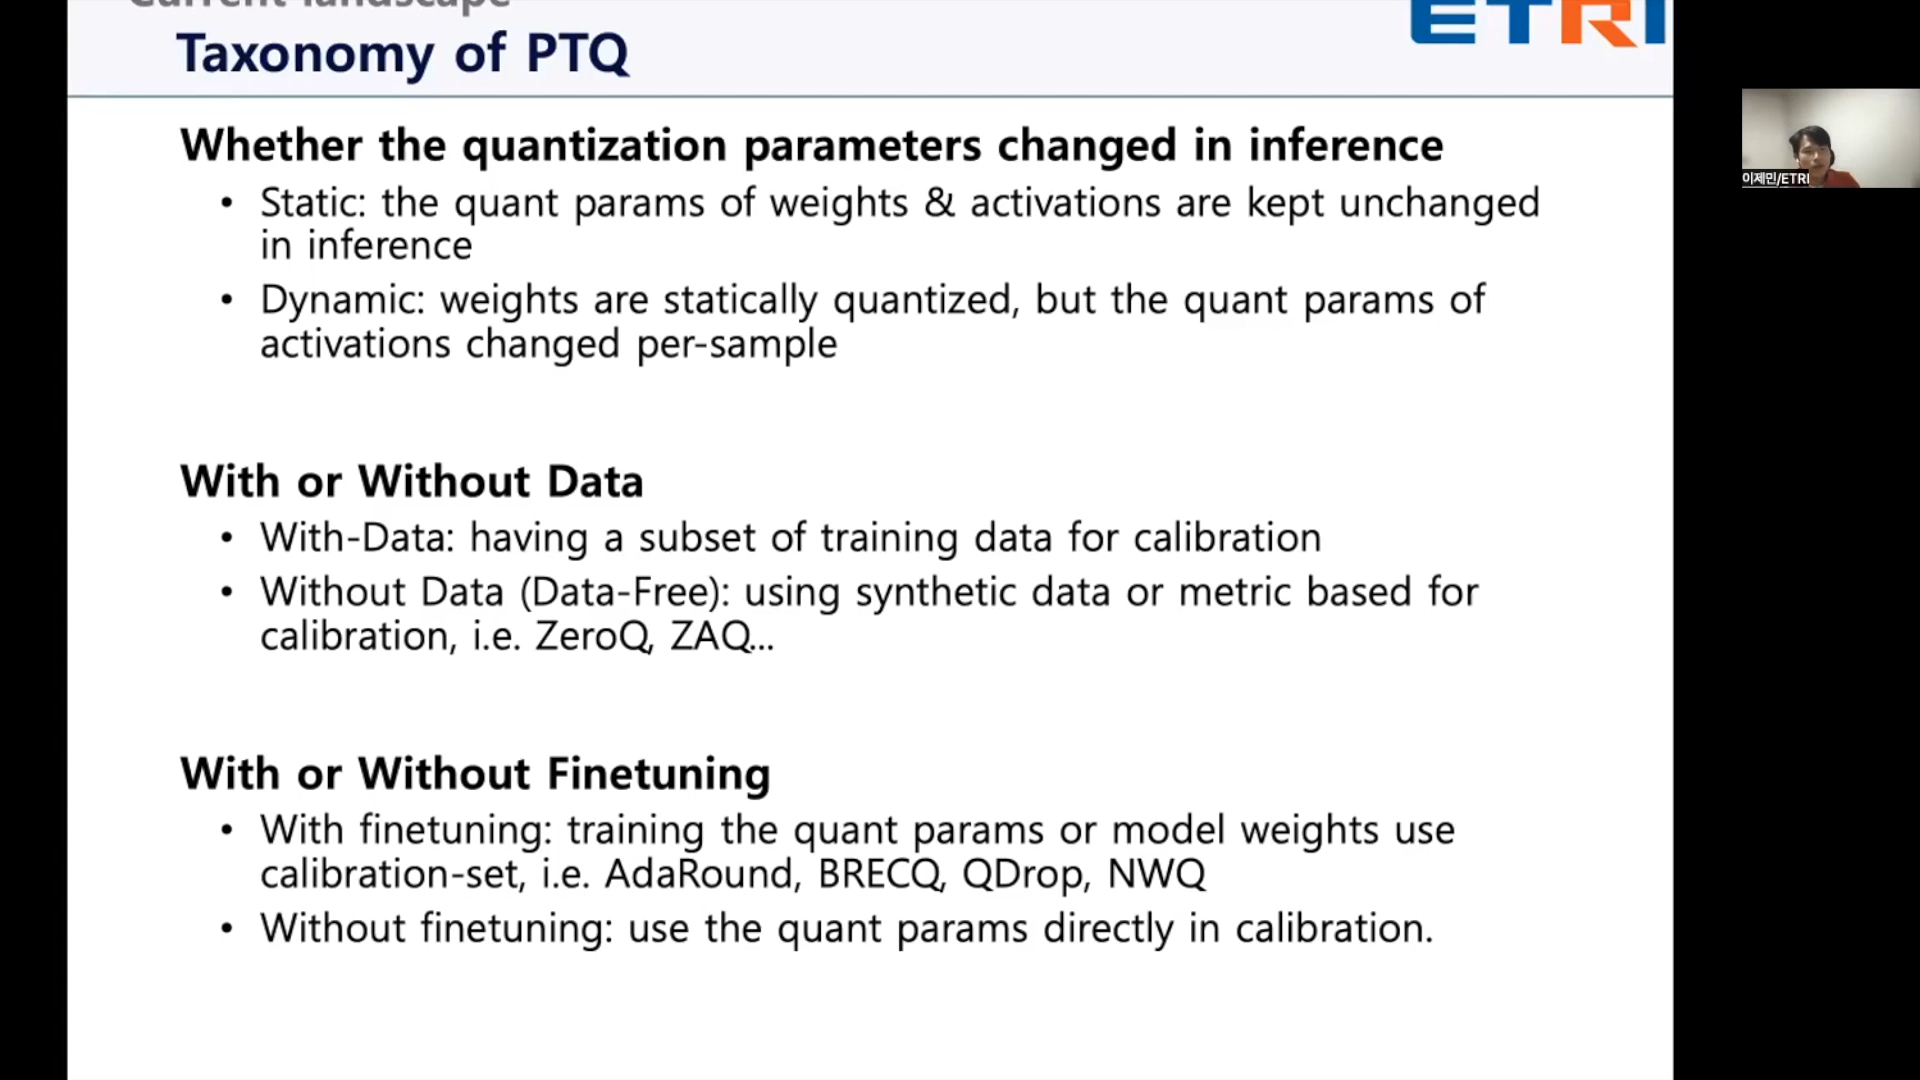 Current landscape
Taxonomy of PTQ
ETRI
Whether the quantization parameters changed in inference
• Static: the quant params of weights & activations are kept unchanged
in inference
• Dynamic: weights are statically quantized, but the quant params of
activations changed per-sample
With or Without Data
• With-Data: having a subset of training data for calibration
• Without Data (Data-Free): using synthetic data or metric based for
calibration, i.e. ZeroQ, ZAQ...
With or Without Finetuning
• With finetuning: training the quant params or model weights use
calibration-set, i.e. AdaRound, BRECQ, QDrop, NWQ
• Without finetuning: use the quant params directly in calibration.
이제민/ETRI